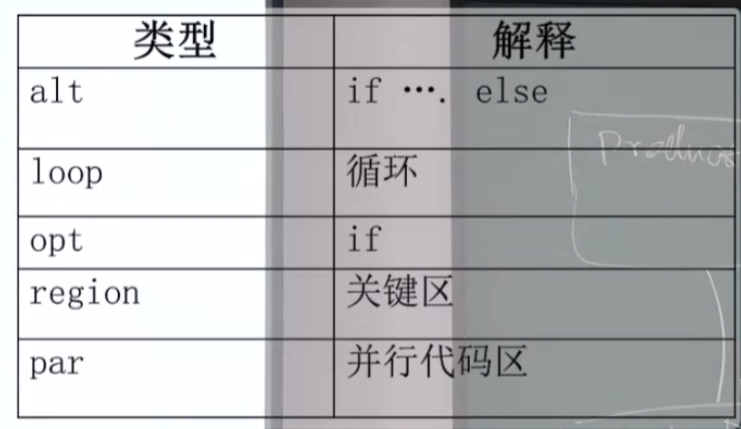 类型 解释
alt if …. else
loop 循环
opt if
region 关键区
par 并行代码区